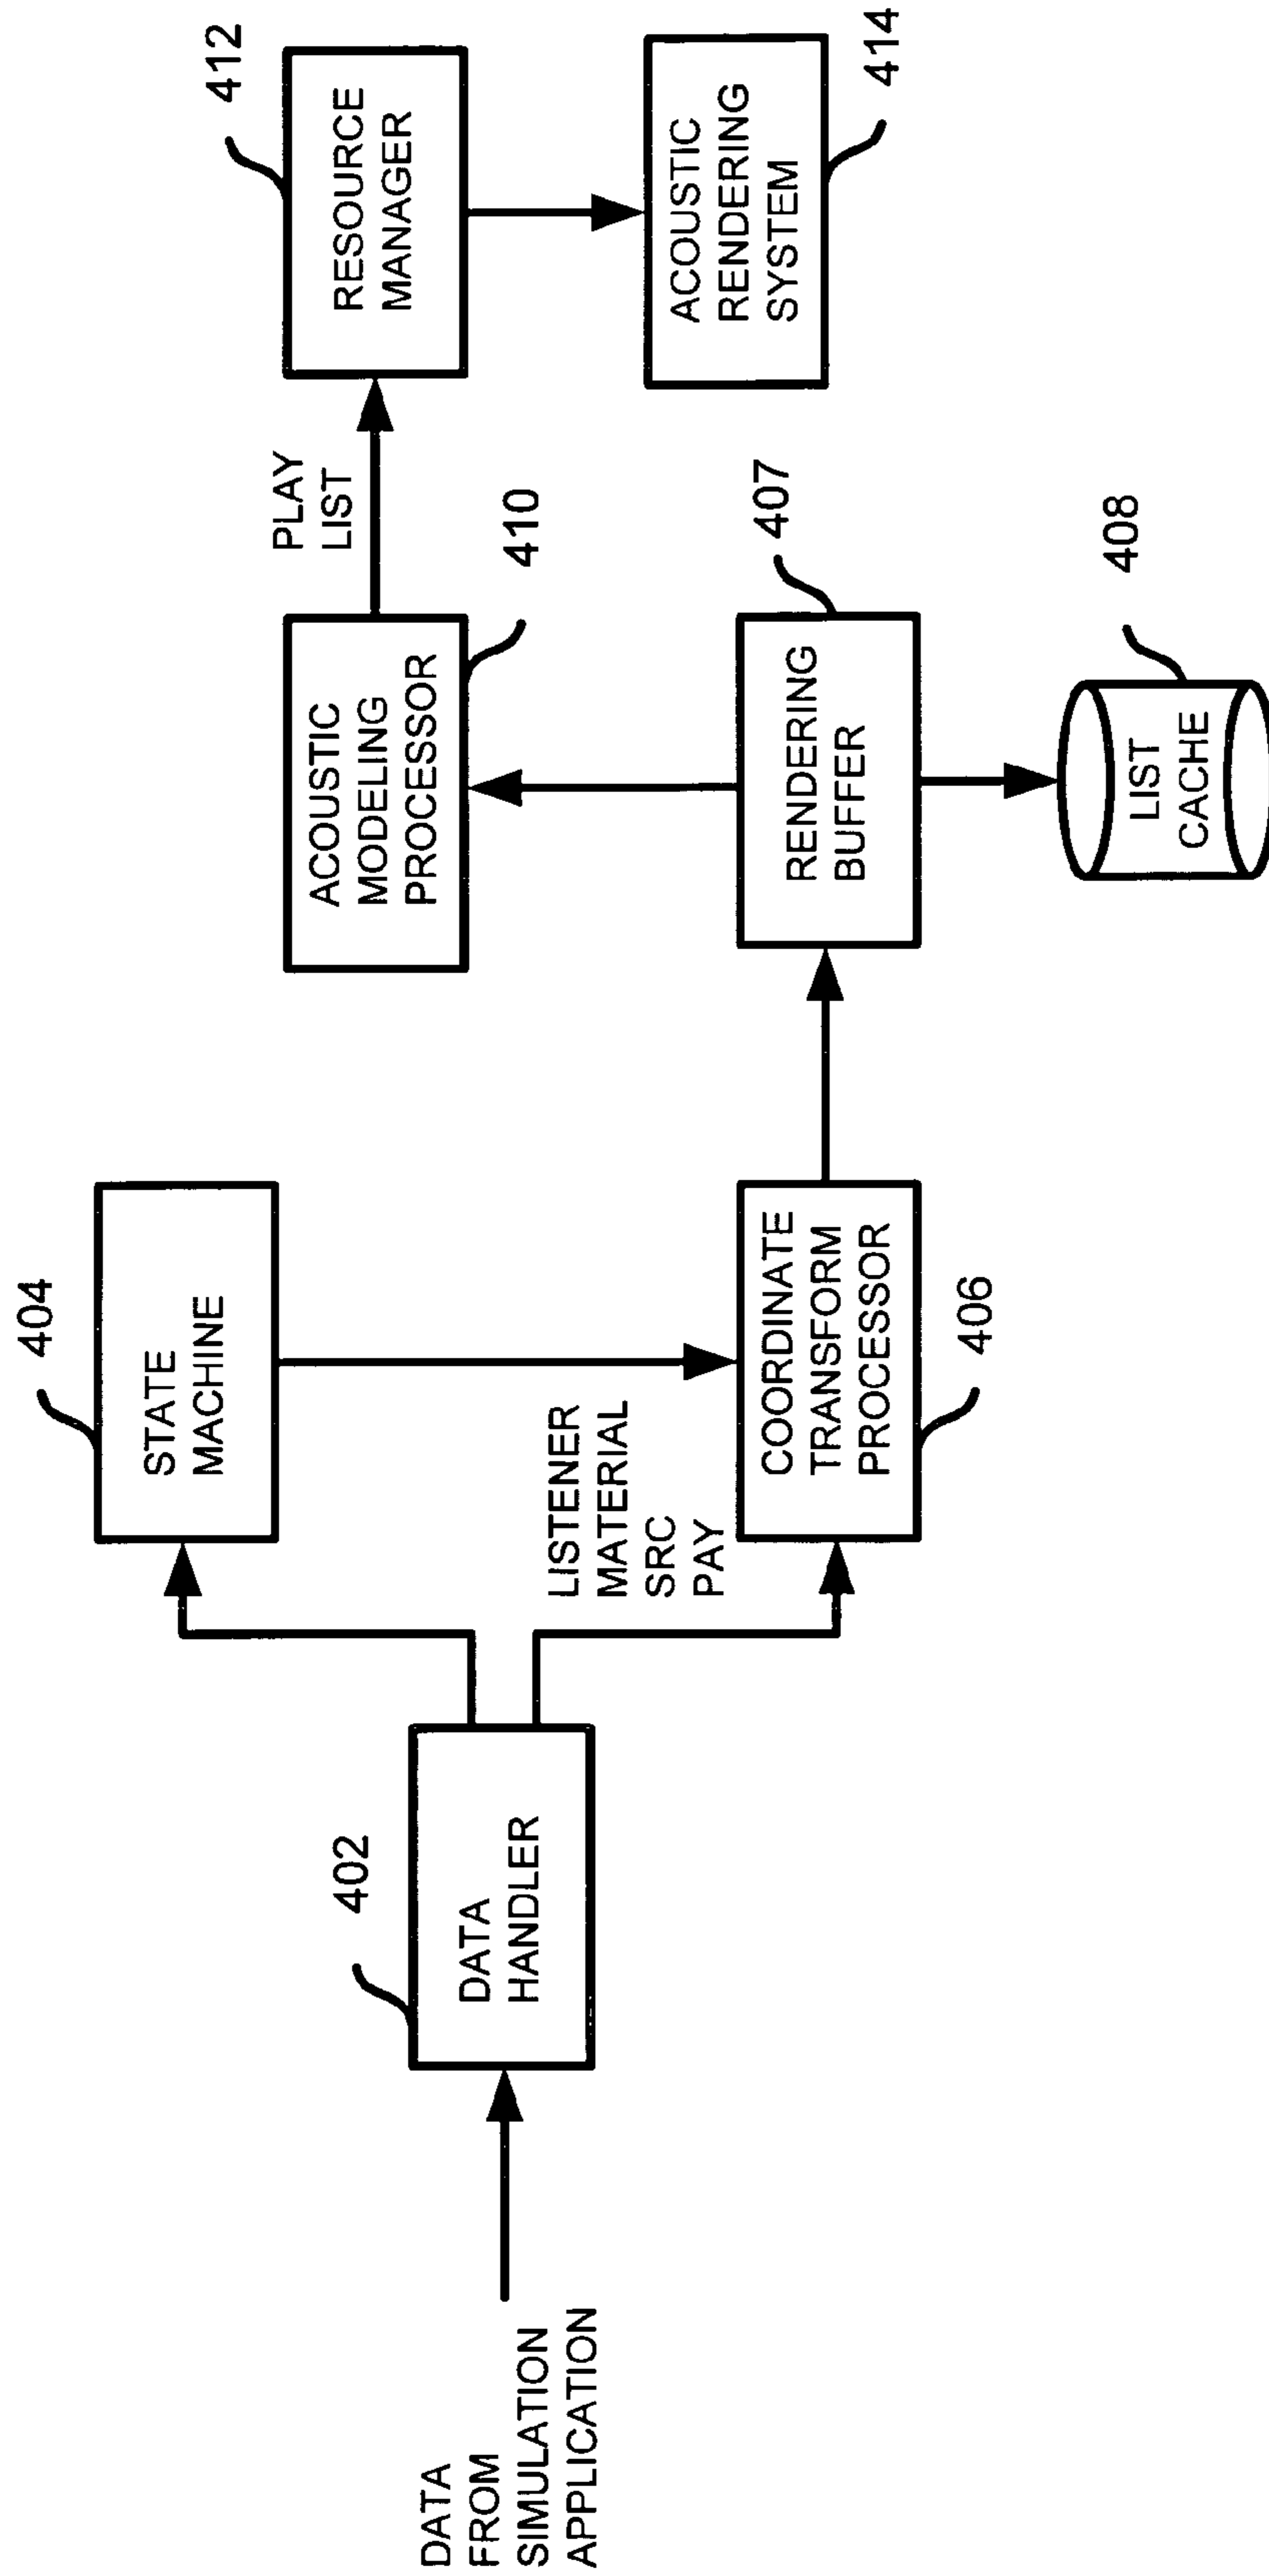 DATA
FROM
SIMULATION
APPLICATION
402
DATA
HANDLER
404
STATE
MACHINE
LISTENER
MATERIAL
SRC
PAY
COORDINATE
TRANSFORM
PROCESSOR
406
ACOUSTIC
MODELING
PROCESSOR
410
RENDERING
BUFFER
407
LIST
CACHE
408
PLAY
LIST
412
RESOURCE
MANAGER
ACOUSTIC
RENDERING
SYSTEM
414